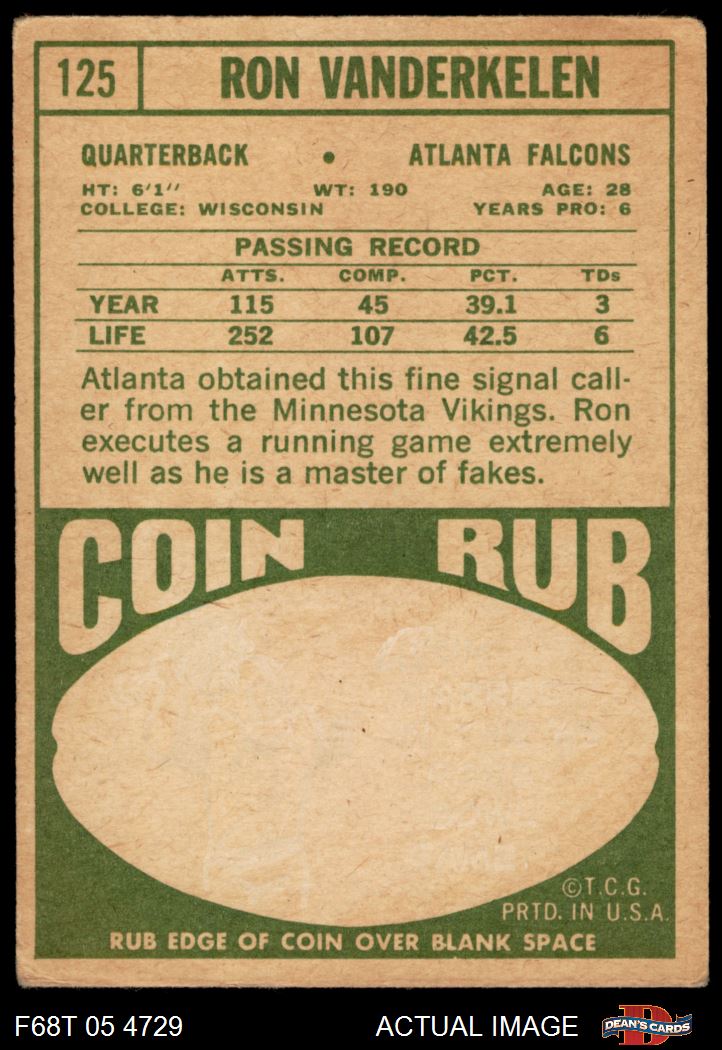 125 RON VANDERKELEN
QUARTERBACK • ATLANTA FALCONS
HT: 6'1'' WT: 190 AGE: 28
COLLEGE: WISCONSIN YEARS PRO: 6
PASSING RECORD
ATTS. COMP. PCT. TDs
YEAR 115 45 39.1 3
LIFE 252 107 42.5 6
Atlanta obtained this fine signal call-
er from the Minnesota Vikings. Ron
executes a running game extremely
well as he is a master of fakes.
COIN RUB
©T.C.G.
PRTD. IN U.S.A.
RUB EDGE OF COIN OVER BLANK SPACE
F68T 05 4729 ACTUAL IMAGE DEAN'S CARDS